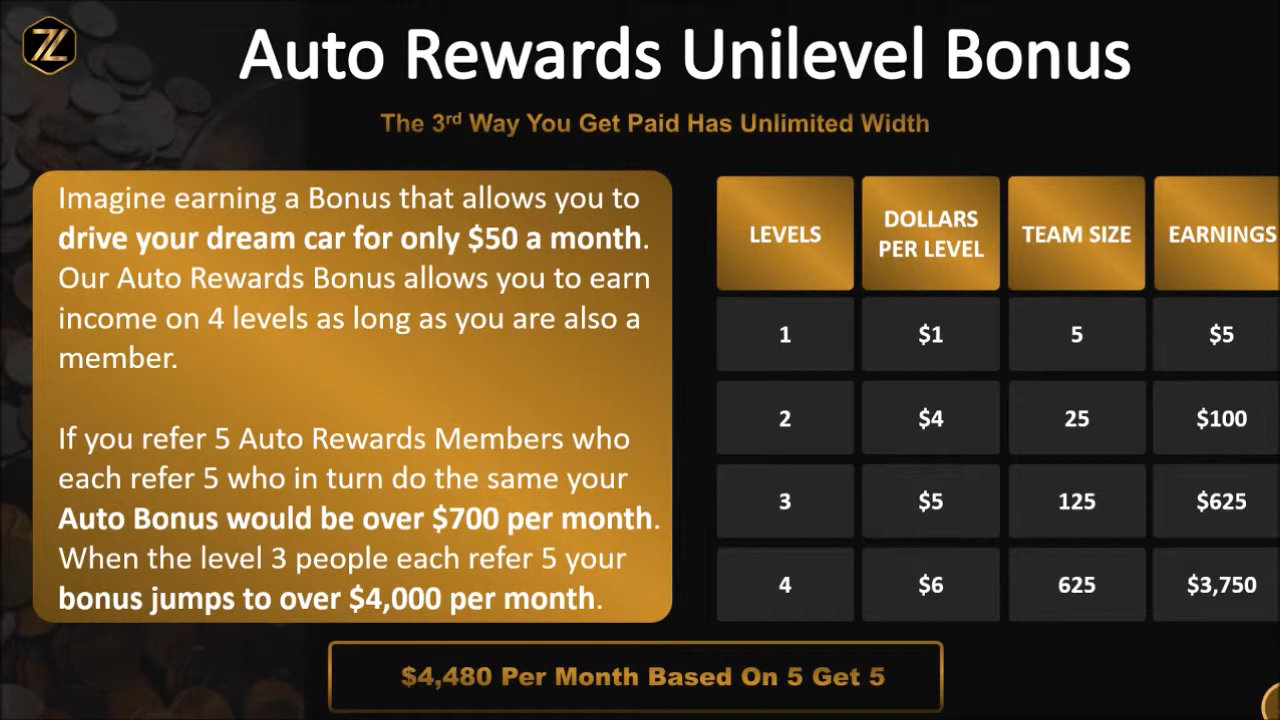 Auto Rewards Unilevel Bonus
The 3rd Way You Get Paid Has Unlimited Width
Imagine earning a Bonus that allows you to
drive your dream car for only $50 a month.
Our Auto Rewards Bonus allows you to earn
income on 4 levels as long as you are also a
member.
If you refer 5 Auto Rewards Members who
each refer 5 who in turn do the same your
Auto Bonus would be over $700 per month.
When the level 3 people each refer 5 your
bonus jumps to over $4,000 per month.
LEVELS DOLLARS PER LEVEL TEAM SIZE EARNINGS
1 $1 5 $5
2 $4 25 $100
3 $5 125 $625
4 $6 625 $3,750
$4,480 Per Month Based On 5 Get 5